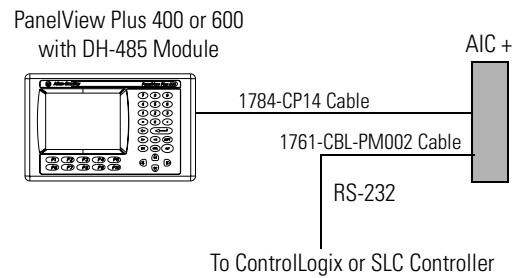 PanelView Plus 400 or 600
with DH-485 Module
AIC +
1784-CP14 Cable
1761-CBL-PM002 Cable
RS-232
To ControlLogix or SLC Controller